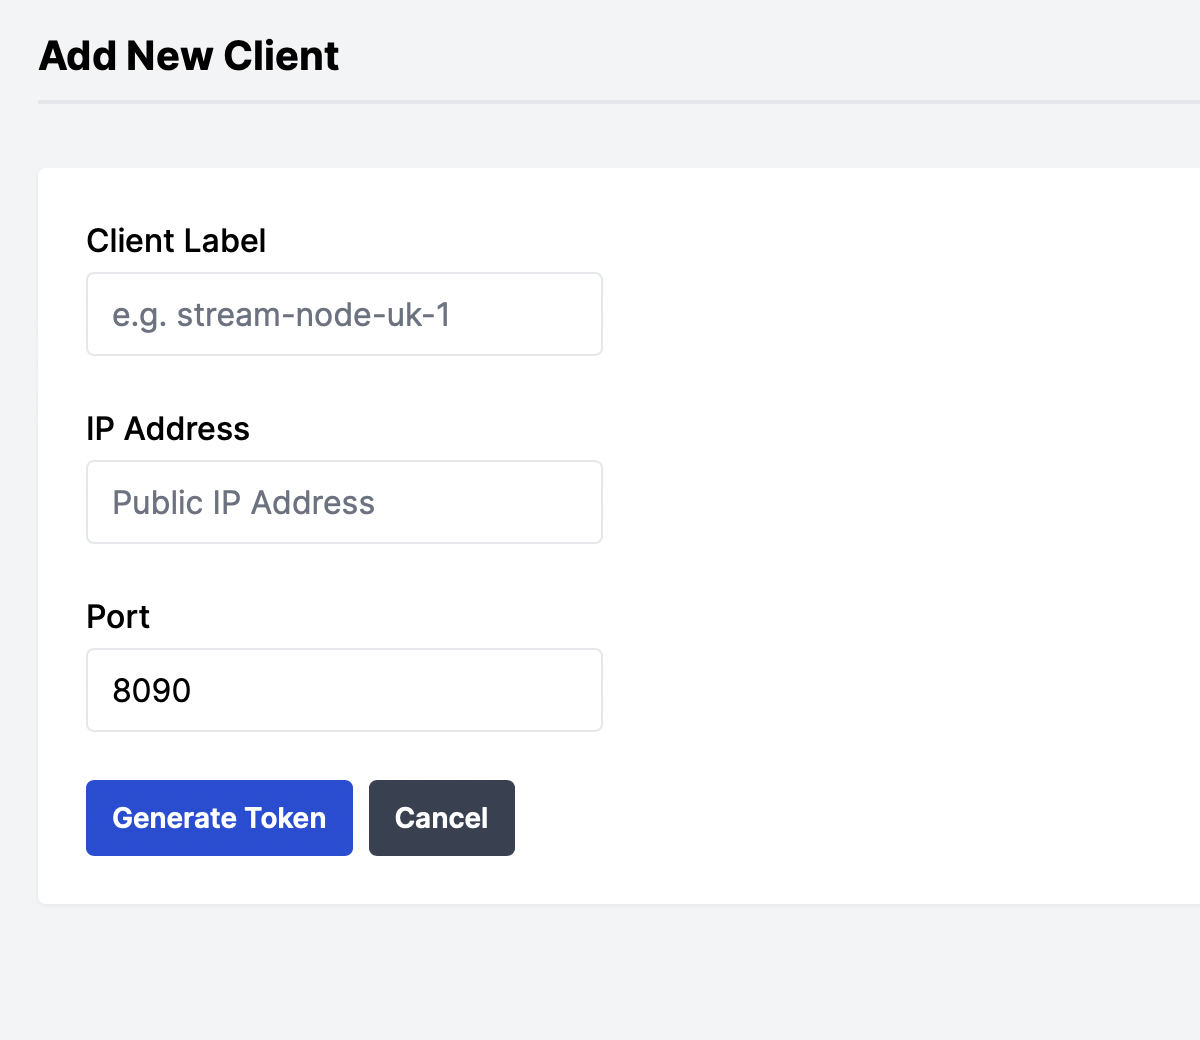 Add New Client
Client Label
e.g. stream-node-uk-1
IP Address
Public IP Address
Port
8090
Generate Token
Cancel